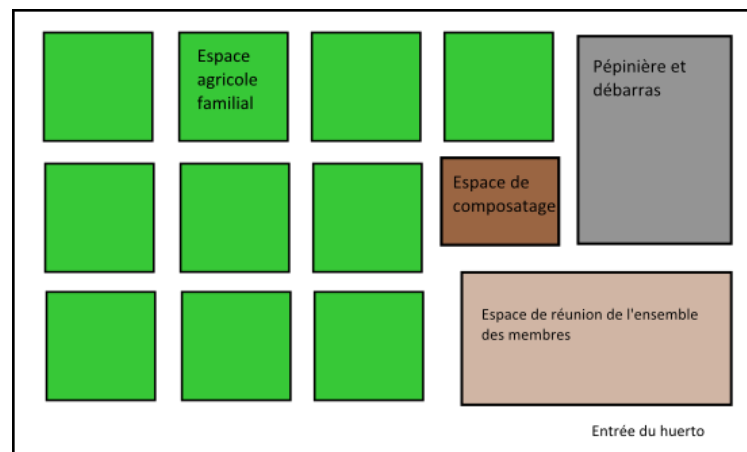 Espace
agricole
familial
Pépinière et
débarras
Espace de
composatage
Espace de réunion de l'ensemble
des membres
Entrée du huerto